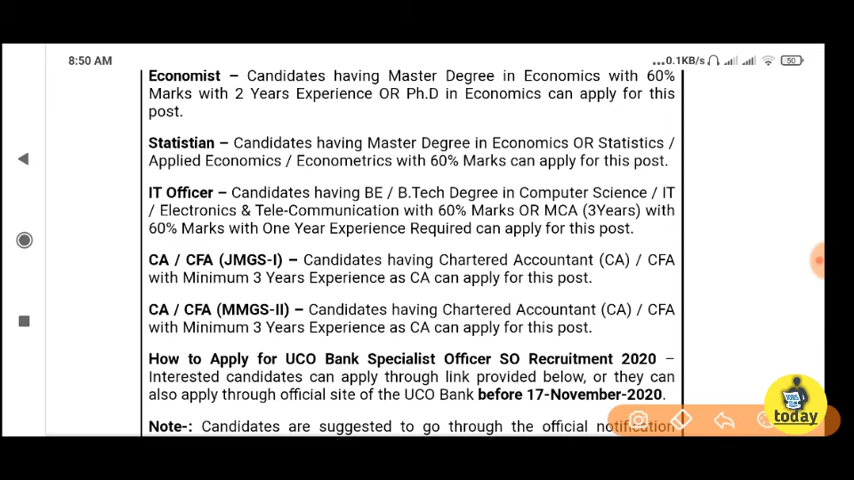 8:50 AM
...0.1KB/s
50
Economist – Candidates having Master Degree in Economics with 60%
Marks with 2 Years Experience OR Ph.D in Economics can apply for this
post.
Statistian – Candidates having Master Degree in Economics OR Statistics /
Applied Economics / Econometrics with 60% Marks can apply for this post.
IT Officer – Candidates having BE / B.Tech Degree in Computer Science / IT
/ Electronics & Tele-Communication with 60% Marks OR MCA (3Years) with
60% Marks with One Year Experience Required can apply for this post.
CA / CFA (JMGS-I) – Candidates having Chartered Accountant (CA) / CFA
with Minimum 3 Years Experience as CA can apply for this post.
CA / CFA (MMGS-II) – Candidates having Chartered Accountant (CA) / CFA
with Minimum 3 Years Experience as CA can apply for this post.
How to Apply for UCO Bank Specialist Officer SO Recruitment 2020 –
Interested candidates can apply through link provided below, or they can
also apply through official site of the UCO Bank before 17-November-2020.
Note-: Candidates are suggested to go through the official notification
JOBS
today